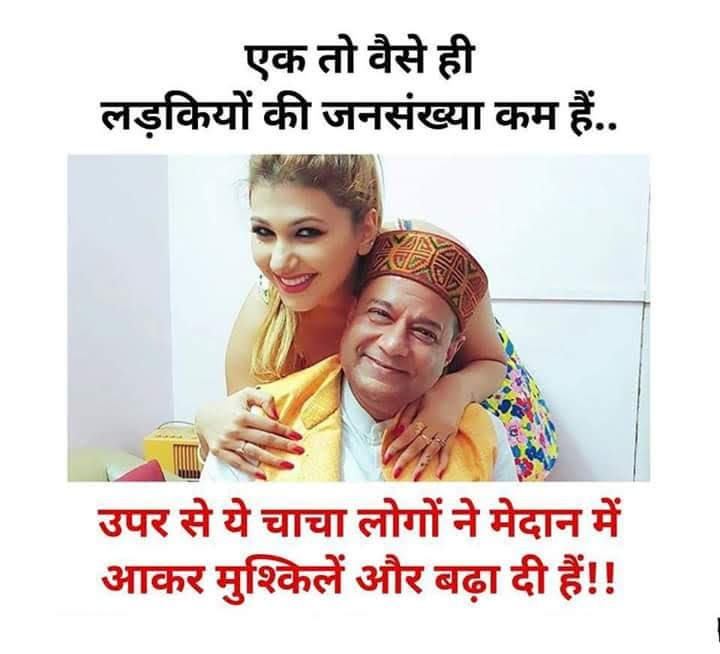 एक तो वैसे ही
लड़कियों की जनसंख्या कम हैं..
उपर से ये चाचा लोगों ने मेदान में
आकर मुश्किलें और बढ़ा दी हैं!!